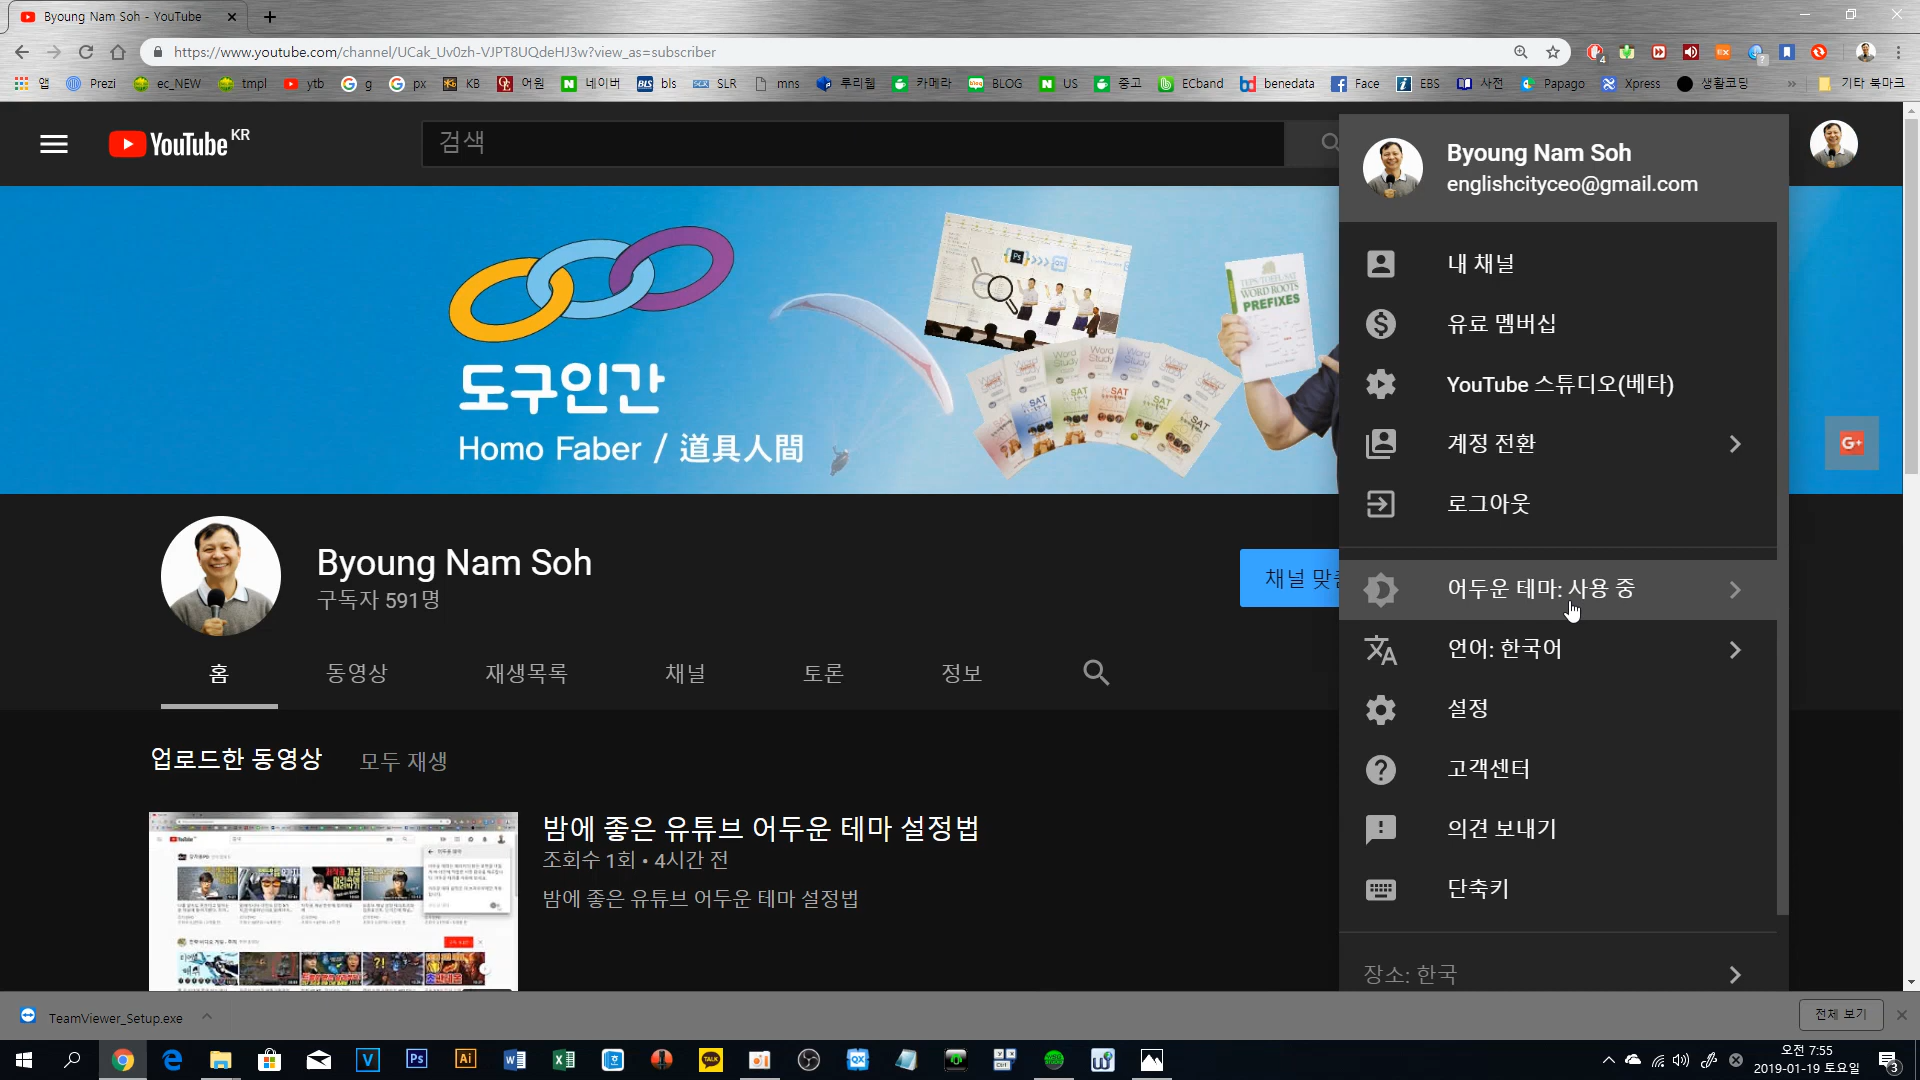 Byoung Nam Soh - YouTube
https://www.youtube.com/channel/UCak_Uv0zh-VJPT8UQdeHJ3w?view_as=subscriber
앱 Prezi ec_NEW tmpl ytb g px KB 어원 네이버 bls SLR mns 루리웹 카메라 BLOG US 중고 ECband benedata Face EBS 사전 Papago Xpress 생활코딩 » 기타 북마크
YouTube KR
검색
Byoung Nam Soh
englishcityceo@gmail.com
내 채널
유료 멤버십
YouTube 스튜디오(베타)
계정 전환
로그아웃
어두운 테마: 사용 중
언어: 한국어
설정
고객센터
의견 보내기
단축키
장소: 한국
도구인간
Homo Faber / 道具人間
WORD ROOTS
PREFIXES
G+
Byoung Nam Soh
구독자 591명
채널 맞춤
홈 동영상 재생목록 채널 토론 정보
업로드한 동영상 모두 재생
밤에 좋은 유튜브 어두운 테마 설정법
조회수 1회 • 4시간 전
밤에 좋은 유튜브 어두운 테마 설정법
TeamViewer_Setup.exe
전체 보기
오전 7:55
2019-01-19 토요일
3